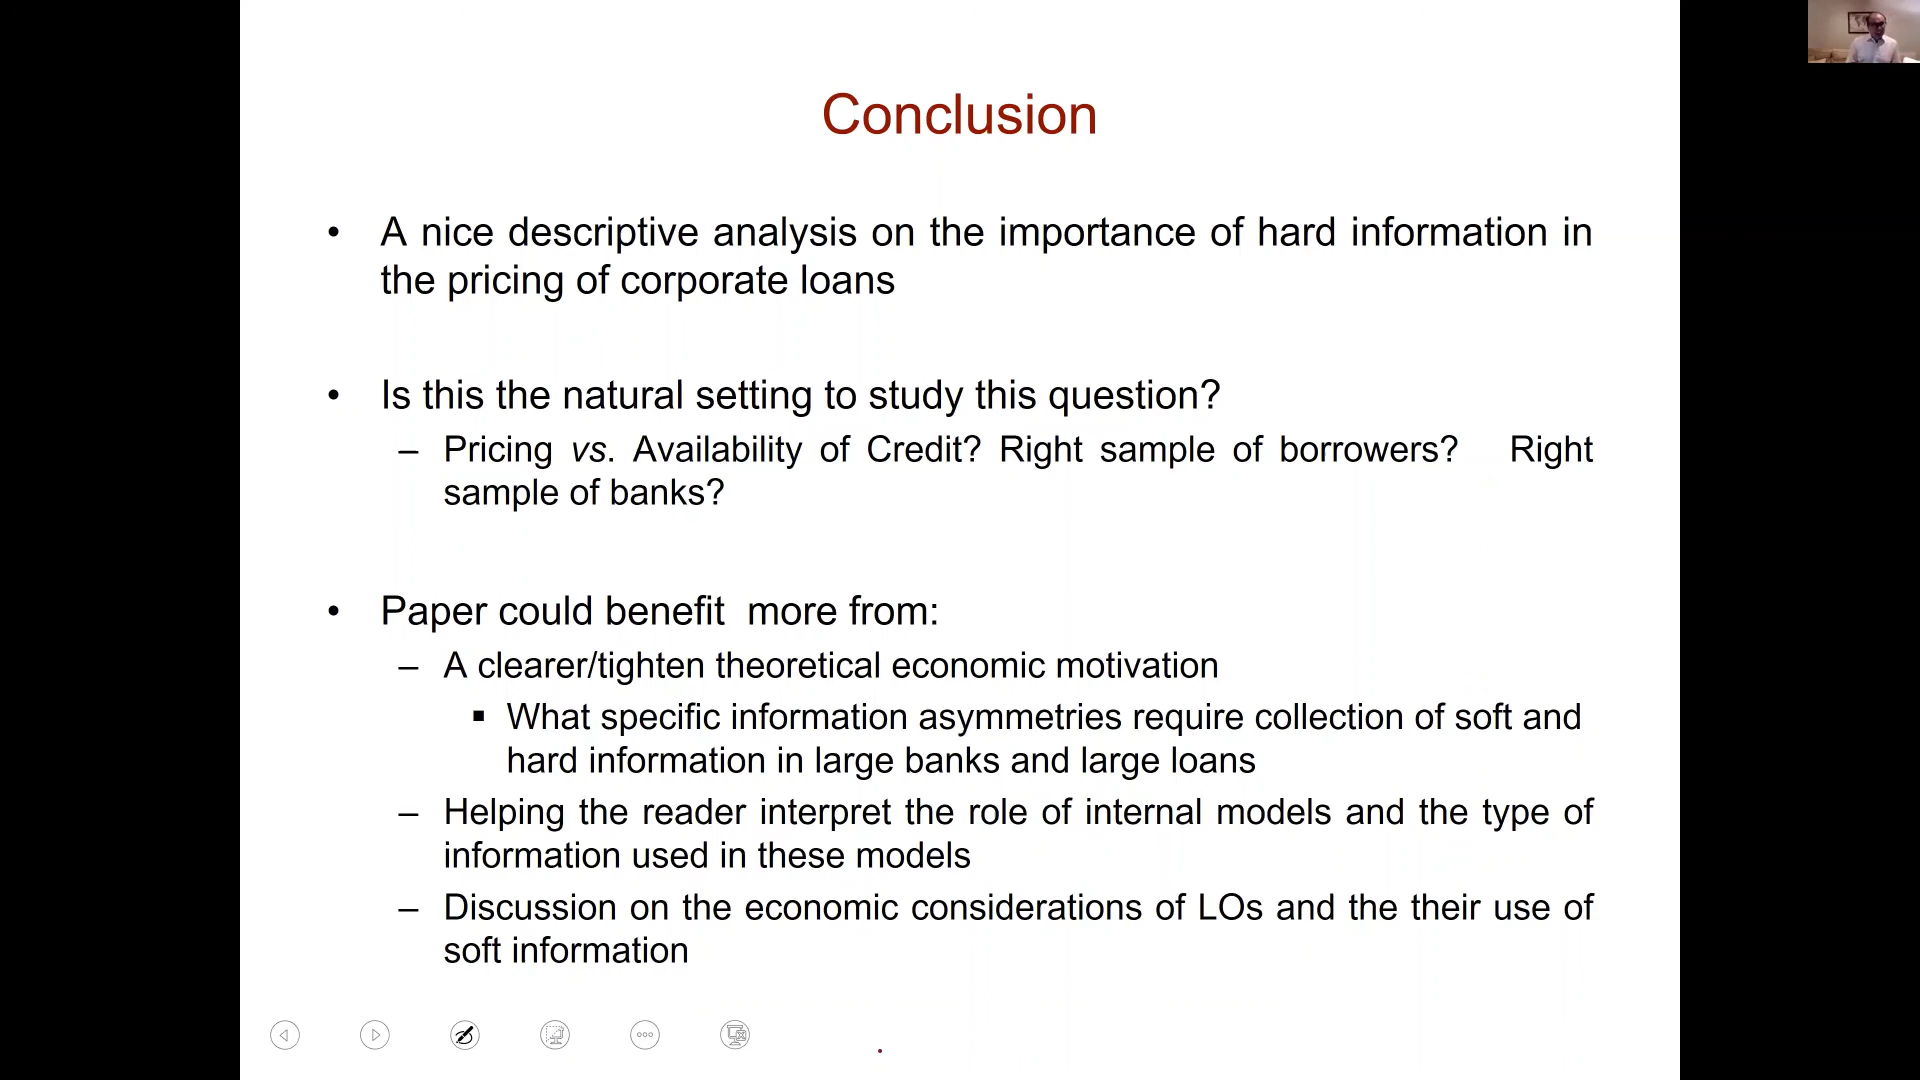 Conclusion
• A nice descriptive analysis on the importance of hard information in
the pricing of corporate loans
• Is this the natural setting to study this question?
– Pricing vs. Availability of Credit? Right sample of borrowers? Right
sample of banks?
• Paper could benefit more from:
– A clearer/tighten theoretical economic motivation
▪ What specific information asymmetries require collection of soft and
hard information in large banks and large loans
– Helping the reader interpret the role of internal models and the type of
information used in these models
– Discussion on the economic considerations of LOs and the their use of
soft information